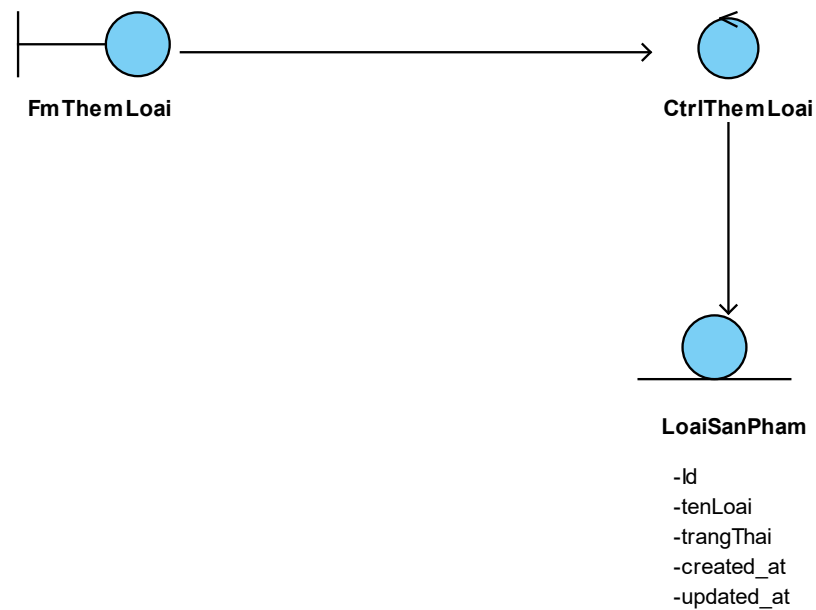 FmThemLoai
CtrlThemLoai
LoaiSanPham
-Id
-tenLoai
-trangThai
-created_at
-updated_at